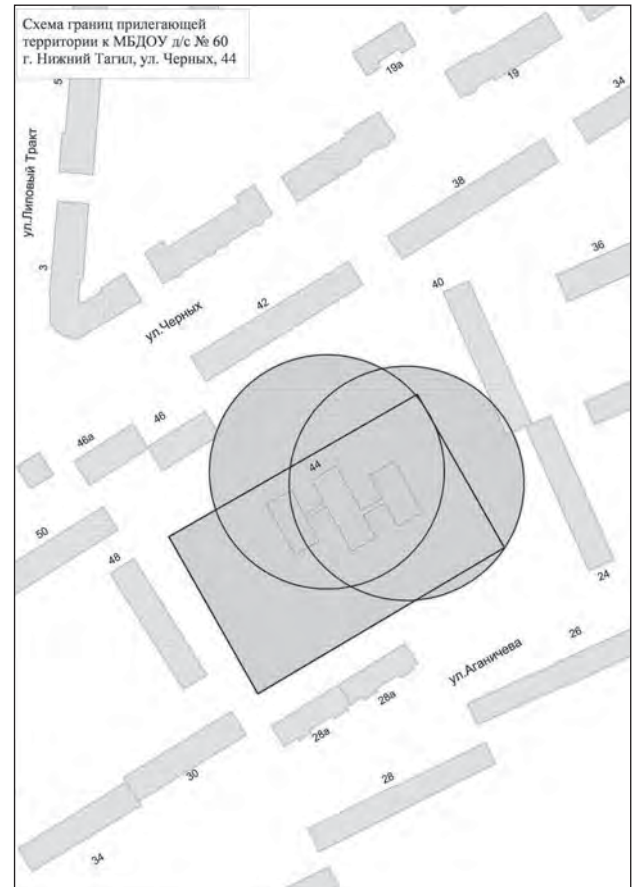 Схема границ прилегающей
территории к МБДОУ д/с № 60
г. Нижний Тагил, ул. Черных, 44
19а
19
34
5
ул.Липовый Тракт
38
3
36
40
42
ул.Черных
46
46а
44
50
48
24
26
ул.Аганичева
28а
28а
30
28
34